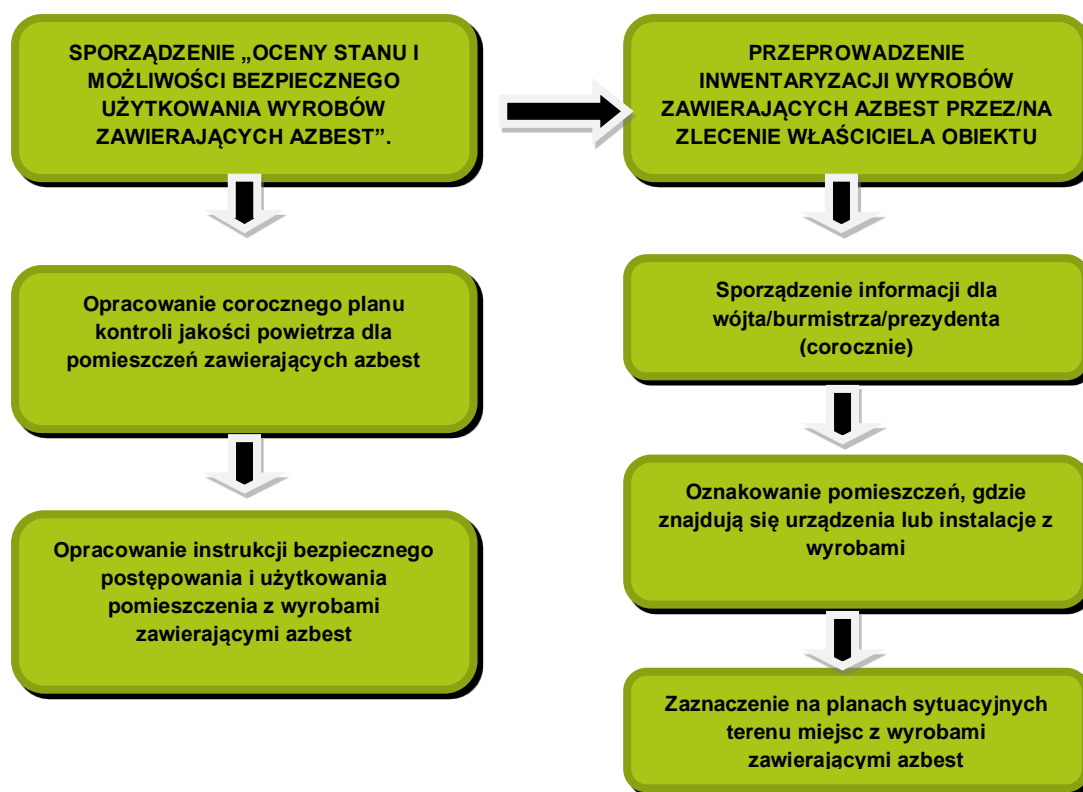 SPORZĄDZENIE „OCENY STANU I
MOŻLIWOŚCI BEZPIECZNEGO
UŻYTKOWANIA WYROBÓW
ZAWIERAJĄCYCH AZBEST”.
PRZEPROWADZENIE
INWENTARYZACJI WYROBÓW
ZAWIERAJĄCYCH AZBEST PRZEZ/NA
ZLECENIE WŁAŚCICIELA OBIEKTU
Opracowanie corocznego planu
kontroli jakości powietrza dla
pomieszczeń zawierających azbest
Sporządzenie informacji dla
wójta/burmistrza/prezydenta
(corocznie)
Opracowanie instrukcji bezpiecznego
postępowania i użytkowania
pomieszczenia z wyrobami
zawierającymi azbest
Oznakowanie pomieszczeń, gdzie
znajdują się urządzenia lub instalacje z
wyrobami
Zaznaczenie na planach sytuacyjnych
terenu miejsc z wyrobami
zawierającymi azbest